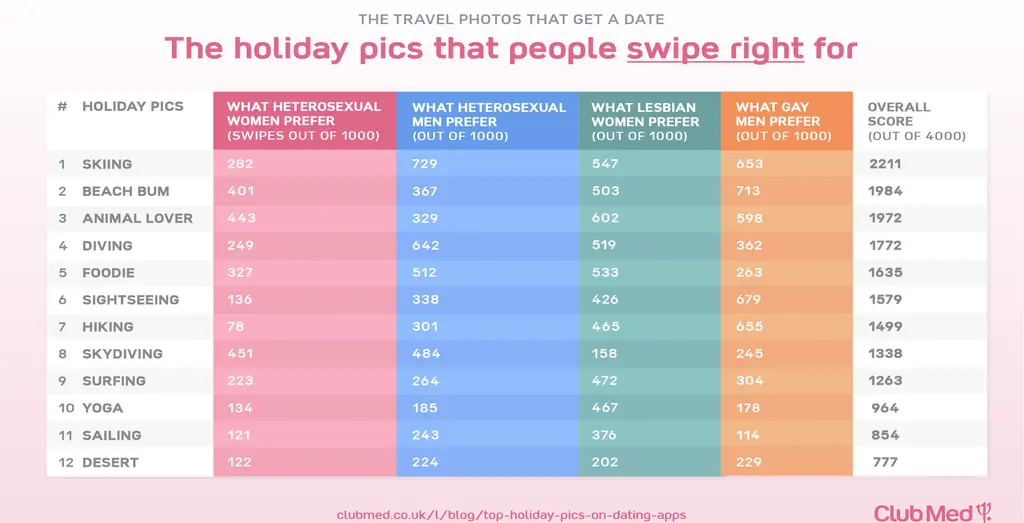 THE TRAVEL PHOTOS THAT GET A DATE
The holiday pics that people swipe right for
# HOLIDAY PICS WHAT HETEROSEXUAL WOMEN PREFER (SWIPES OUT OF 1000) WHAT HETEROSEXUAL MEN PREFER (OUT OF 1000) WHAT LESBIAN WOMEN PREFER (OUT OF 1000) WHAT GAY MEN PREFER (OUT OF 1000) OVERALL SCORE (OUT OF 4000)
1 SKIING 282 729 547 653 2211
2 BEACH BUM 401 367 503 713 1984
3 ANIMAL LOVER 443 329 602 598 1972
4 DIVING 249 642 519 362 1772
5 FOODIE 327 512 533 263 1635
6 SIGHTSEEING 136 338 426 679 1579
7 HIKING 78 301 465 655 1499
8 SKYDIVING 451 484 158 245 1338
9 SURFING 223 264 472 304 1263
10 YOGA 134 185 467 178 964
11 SAILING 121 243 376 114 854
12 DESERT 122 224 202 229 777
clubmed.co.uk/l/blog/top-holiday-pics-on-dating-apps
Club Med